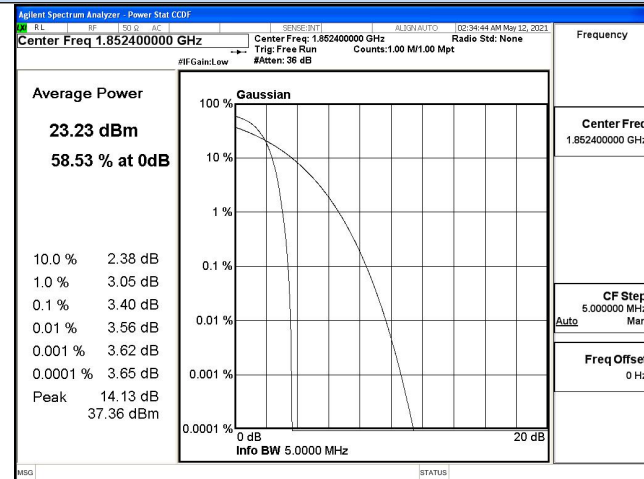 Agilent Spectrum Analyzer - Power Stat CCDF
RL RF 50 Ω AC SENSE:INT ALIGN AUTO 02:34:44 AM May 12, 2021
Center Freq 1.852400000 GHz
Center Freq: 1.852400000 GHz Radio Std: None
Trig: Free Run Counts:1.00 M/1.00 Mpt
#IFGain:Low #Atten: 36 dB
Frequency
Average Power
23.23 dBm
58.53 % at 0dB
10.0 % 2.38 dB
1.0 % 3.05 dB
0.1 % 3.40 dB
0.01 % 3.56 dB
0.001 % 3.62 dB
0.0001 % 3.65 dB
Peak 14.13 dB
37.36 dBm
Gaussian
100 %
10 %
1 %
0.1 %
0.01 %
0.001 %
0.0001 %
0 dB 20 dB
Info BW 5.0000 MHz
Center Freq
1.852400000 GHz
CF Step
5.000000 MHz
Auto Man
Freq Offset
0 Hz
MSG STATUS